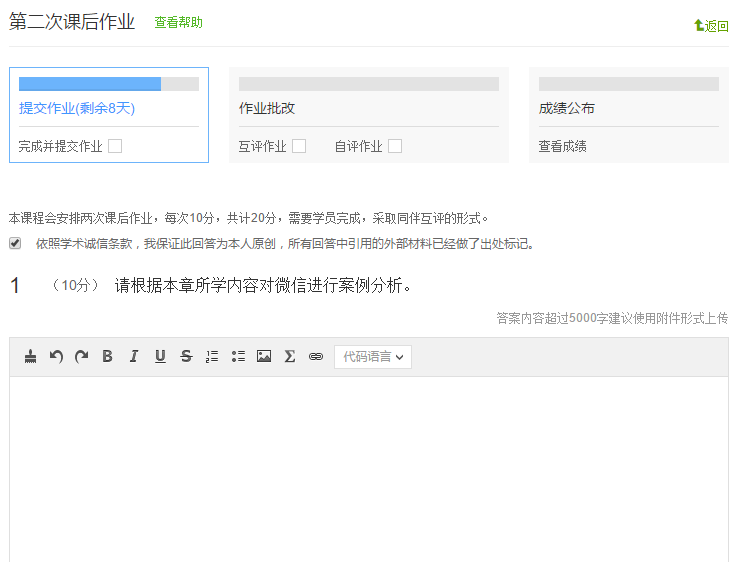 第二次课后作业 查看帮助 返回
提交作业(剩余8天) 作业批改 成绩公布
完成并提交作业 互评作业 自评作业 查看成绩
本课程会安排两次课后作业，每次10分，共计20分，需要学员完成，采取同伴互评的形式。
依照学术诚信条款，我保证此回答为本人原创，所有回答中引用的外部材料已经做了出处标记。
1 （10分） 请根据本章所学内容对微信进行案例分析。
答案内容超过5000字建议使用附件形式上传
B I U S Σ 代码语言